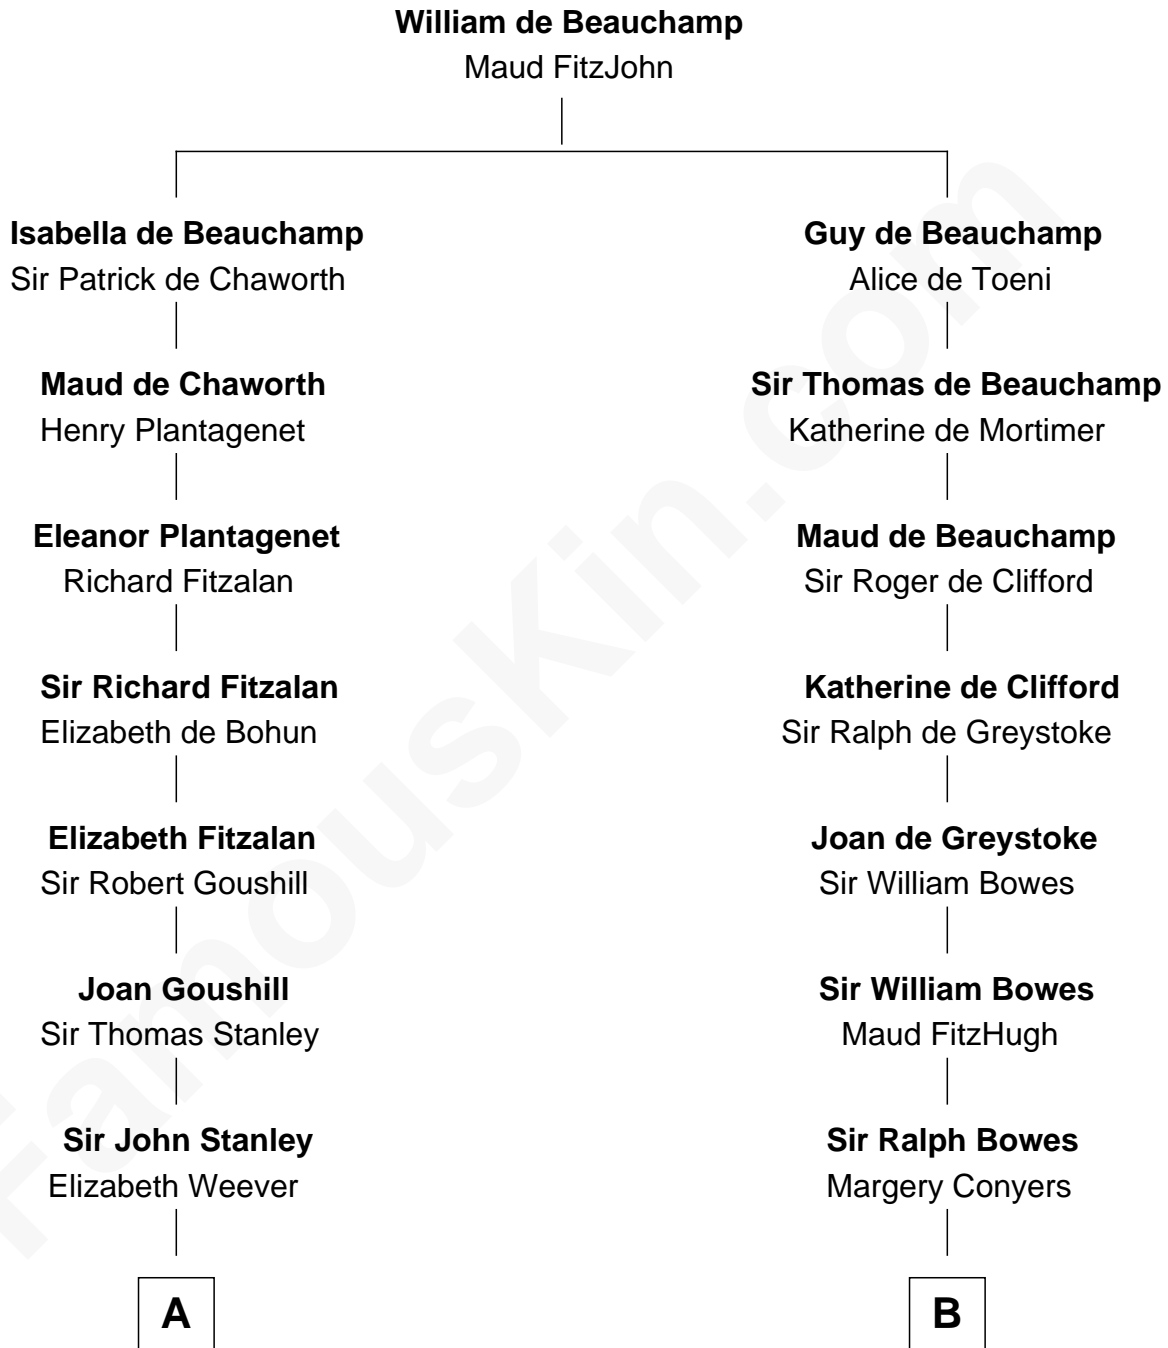 William de Beauchamp
Maud FitzJohn
Isabella de Beauchamp
Sir Patrick de Chaworth
Guy de Beauchamp
Alice de Toeni
Maud de Chaworth
Henry Plantagenet
Sir Thomas de Beauchamp
Katherine de Mortimer
Eleanor Plantagenet
Richard Fitzalan
Maud de Beauchamp
Sir Roger de Clifford
Sir Richard Fitzalan
Elizabeth de Bohun
Katherine de Clifford
Sir Ralph de Greystoke
Elizabeth Fitzalan
Sir Robert Goushill
Joan de Greystoke
Sir William Bowes
Joan Goushill
Sir Thomas Stanley
Sir William Bowes
Maud FitzHugh
Sir John Stanley
Elizabeth Weever
Sir Ralph Bowes
Margery Conyers
A
B
FamousKin.com